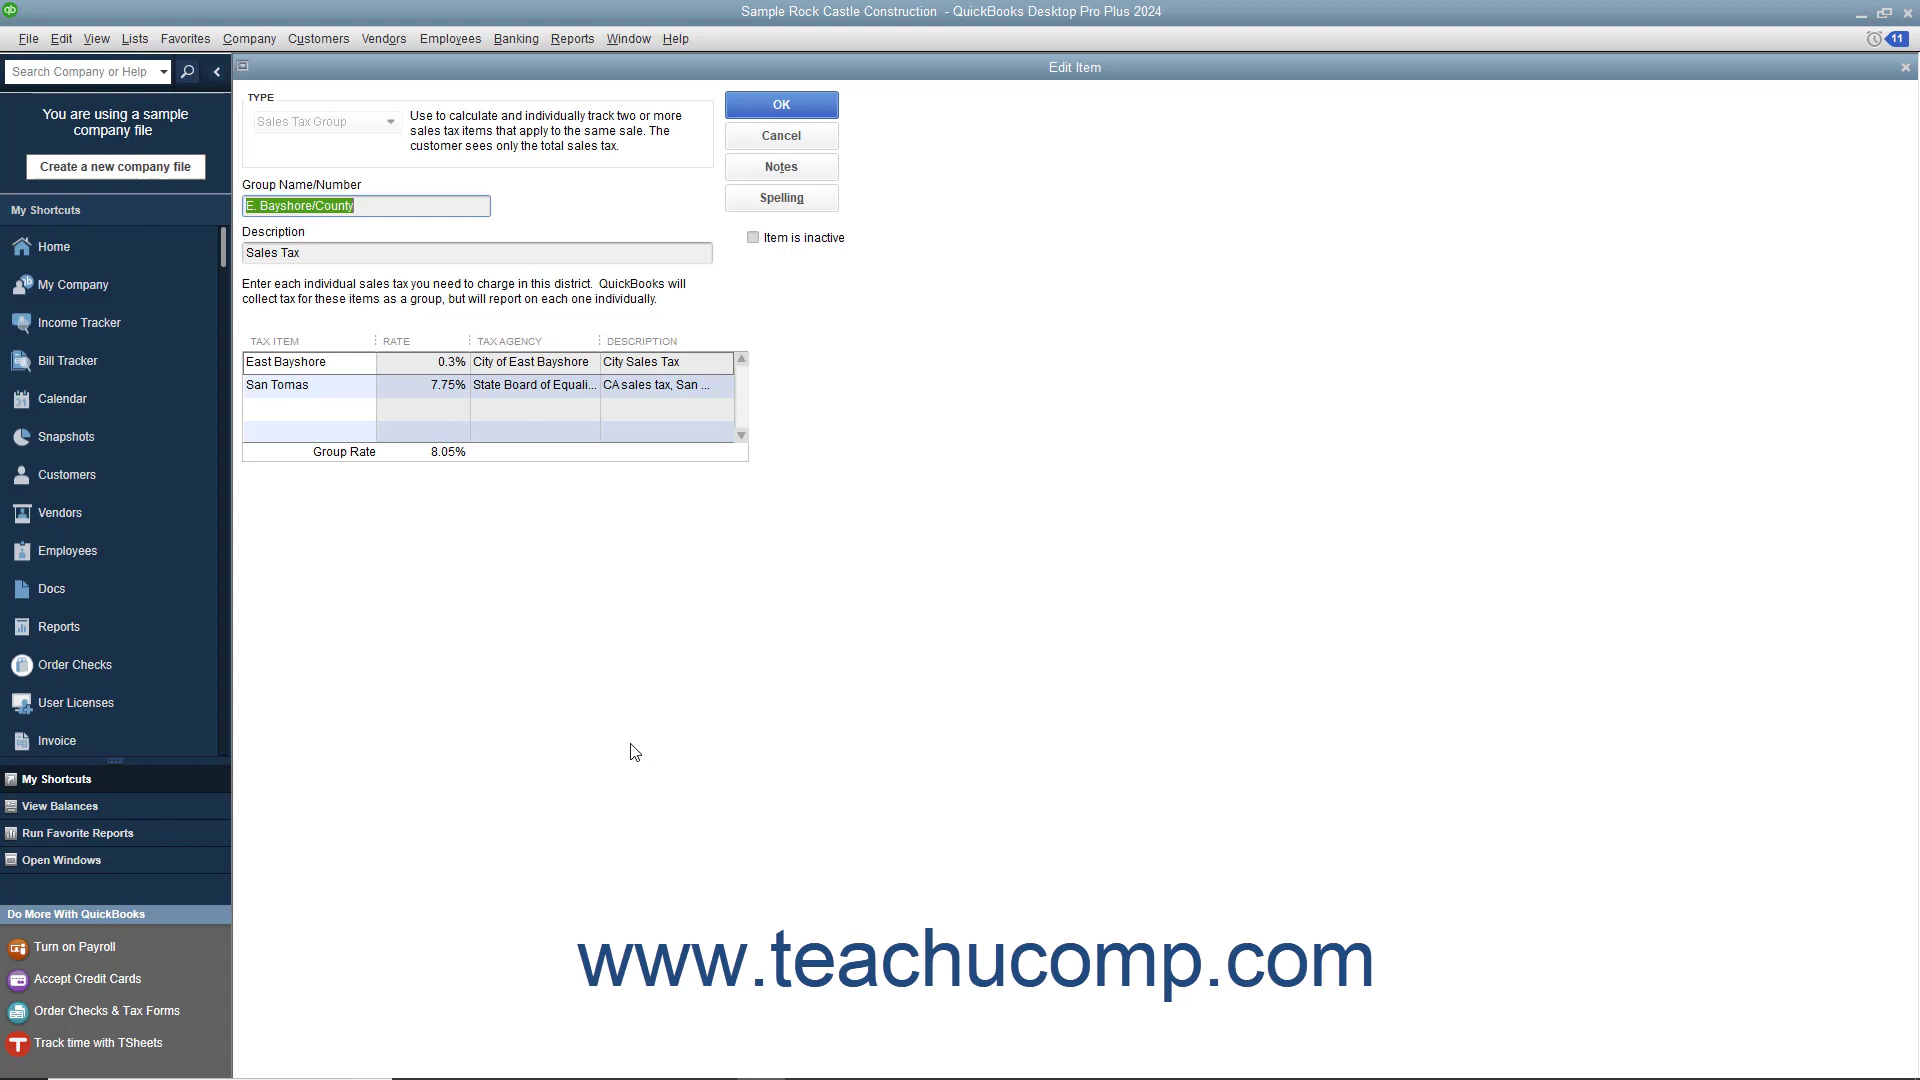 Sample Rock Castle Construction - QuickBooks Desktop Pro Plus 2024
File Edit View Lists Favorites Company Customers Vendors Employees Banking Reports Window Help
11
Search Company or Help
Edit Item
You are using a sample
company file
Create a new company file
My Shortcuts
Home
My Company
Income Tracker
Bill Tracker
Calendar
Snapshots
Customers
Vendors
Employees
Docs
Reports
Order Checks
User Licenses
Invoice
My Shortcuts
View Balances
Run Favorite Reports
Open Windows
Do More With QuickBooks
Turn on Payroll
Accept Credit Cards
Order Checks & Tax Forms
Track time with TSheets
TYPE
Sales Tax Group
Use to calculate and individually track two or more
sales tax items that apply to the same sale. The
customer sees only the total sales tax.
OK
Cancel
Notes
Spelling
Item is inactive
Group Name/Number
E. Bayshore/County
Description
Sales Tax
Enter each individual sales tax you need to charge in this district. QuickBooks will
collect tax for these items as a group, but will report on each one individually.
TAX ITEM RATE TAX AGENCY DESCRIPTION
East Bayshore 0.3% City of East Bayshore City Sales Tax
San Tomas 7.75% State Board of Equali... CA sales tax, San ...
Group Rate 8.05%
www.teachucomp.com